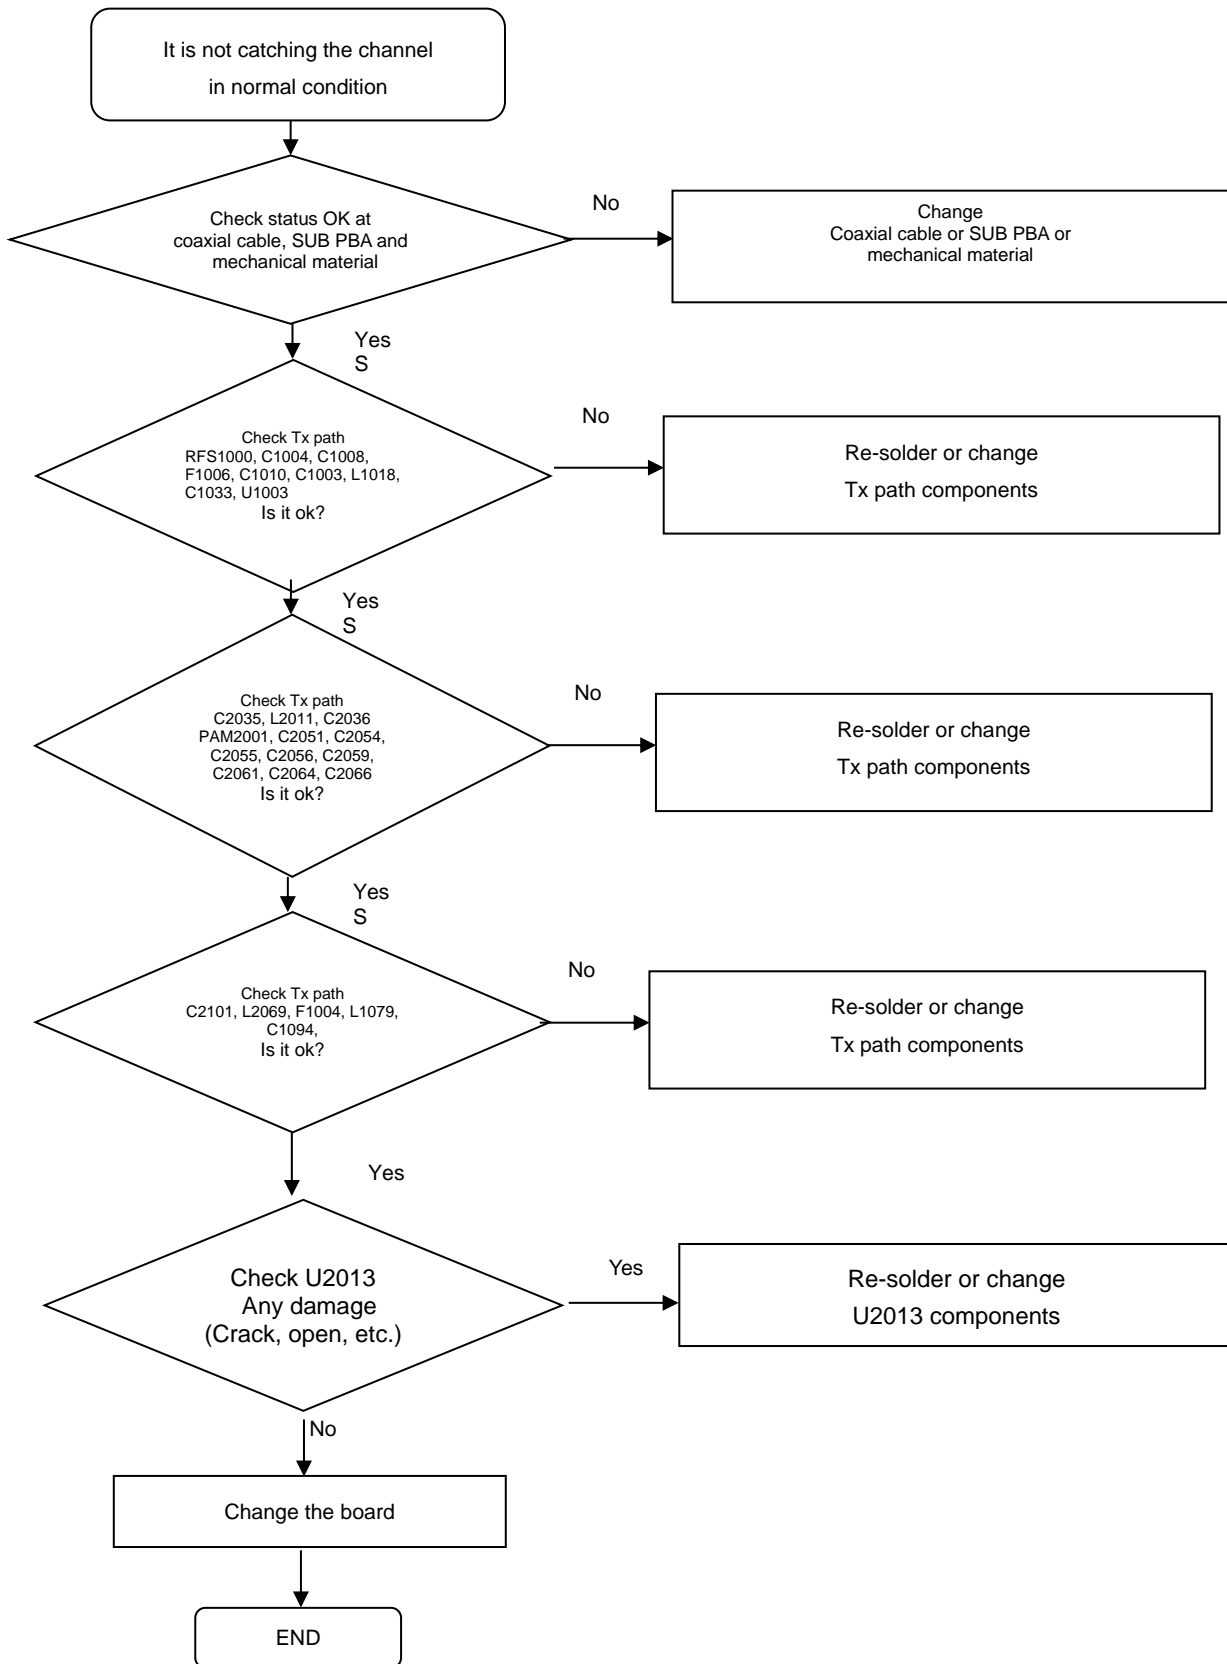 It is not catching the channel
in normal condition
Check status OK at
coaxial cable, SUB PBA and
mechanical material
No
Change
Coaxial cable or SUB PBA or
mechanical material
Yes
S
Check Tx path
RFS1000, C1004, C1008,
F1006, C1010, C1003, L1018,
C1033, U1003
Is it ok?
No
Re-solder or change
Tx path components
Yes
S
Check Tx path
C2035, L2011, C2036
PAM2001, C2051, C2054,
C2055, C2056, C2059,
C2061, C2064, C2066
Is it ok?
No
Re-solder or change
Tx path components
Yes
S
Check Tx path
C2101, L2069, F1004, L1079,
C1094,
Is it ok?
No
Re-solder or change
Tx path components
Yes
Check U2013
Any damage
(Crack, open, etc.)
Yes
Re-solder or change
U2013 components
No
Change the board
END